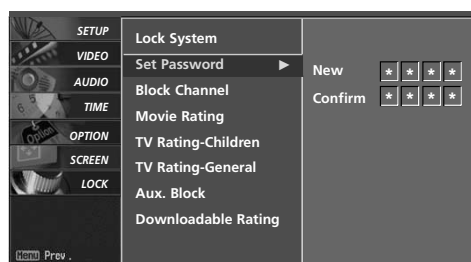 SETUP
VIDEO
AUDIO
TIME
OPTION
SCREEN
LOCK
Lock System
Set Password ►
Block Channel
Movie Rating
TV Rating-Children
TV Rating-General
Aux. Block
Downloadable Rating
New * * * *
Confirm * * * *
Menu Prev.